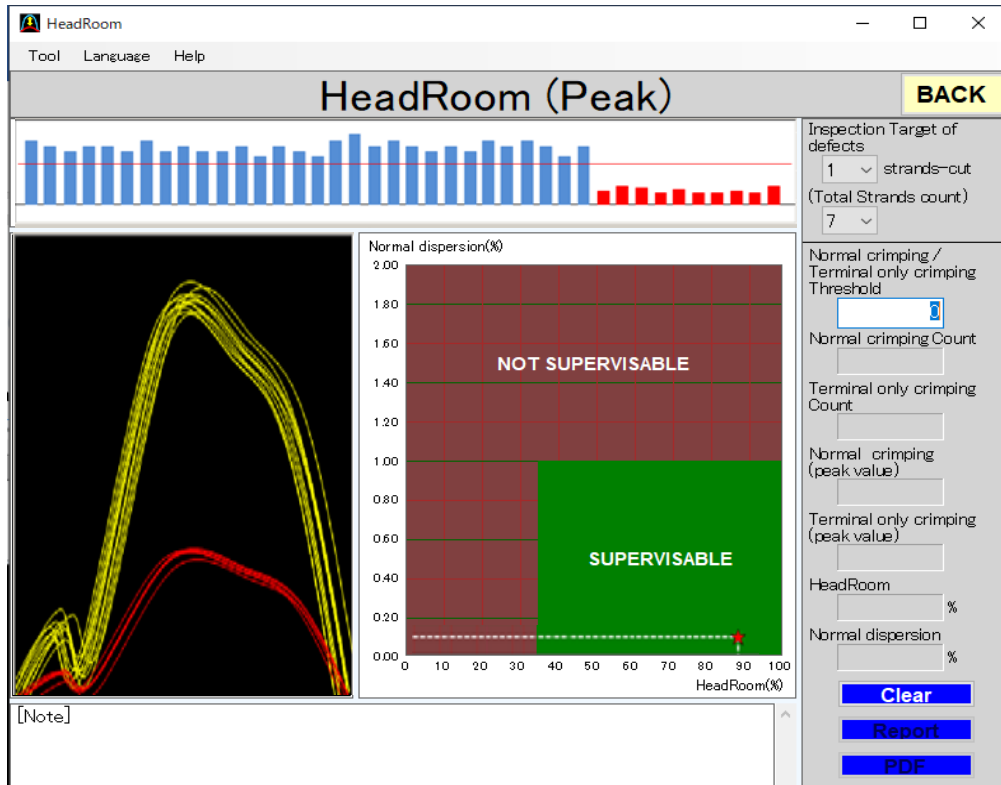 HeadRoom
Tool Language Help
HeadRoom (Peak)
BACK
Inspection Target of
defects
1 strands-cut
(Total Strands count)
7
Normal crimping /
Terminal only crimping
Threshold
0
Normal crimping Count
Terminal only crimping
Count
Normal crimping
(peak value)
Terminal only crimping
(peak value)
HeadRoom
%
Normal dispersion
%
Clear
Report
PDF
Normal dispersion(%)
2.00
1.80
1.60
1.40
1.20
1.00
0.80
0.60
0.40
0.20
0.00
NOT SUPERVISABLE
SUPERVISABLE
0 10 20 30 40 50 60 70 80 90 100
HeadRoom(%)
[Note]